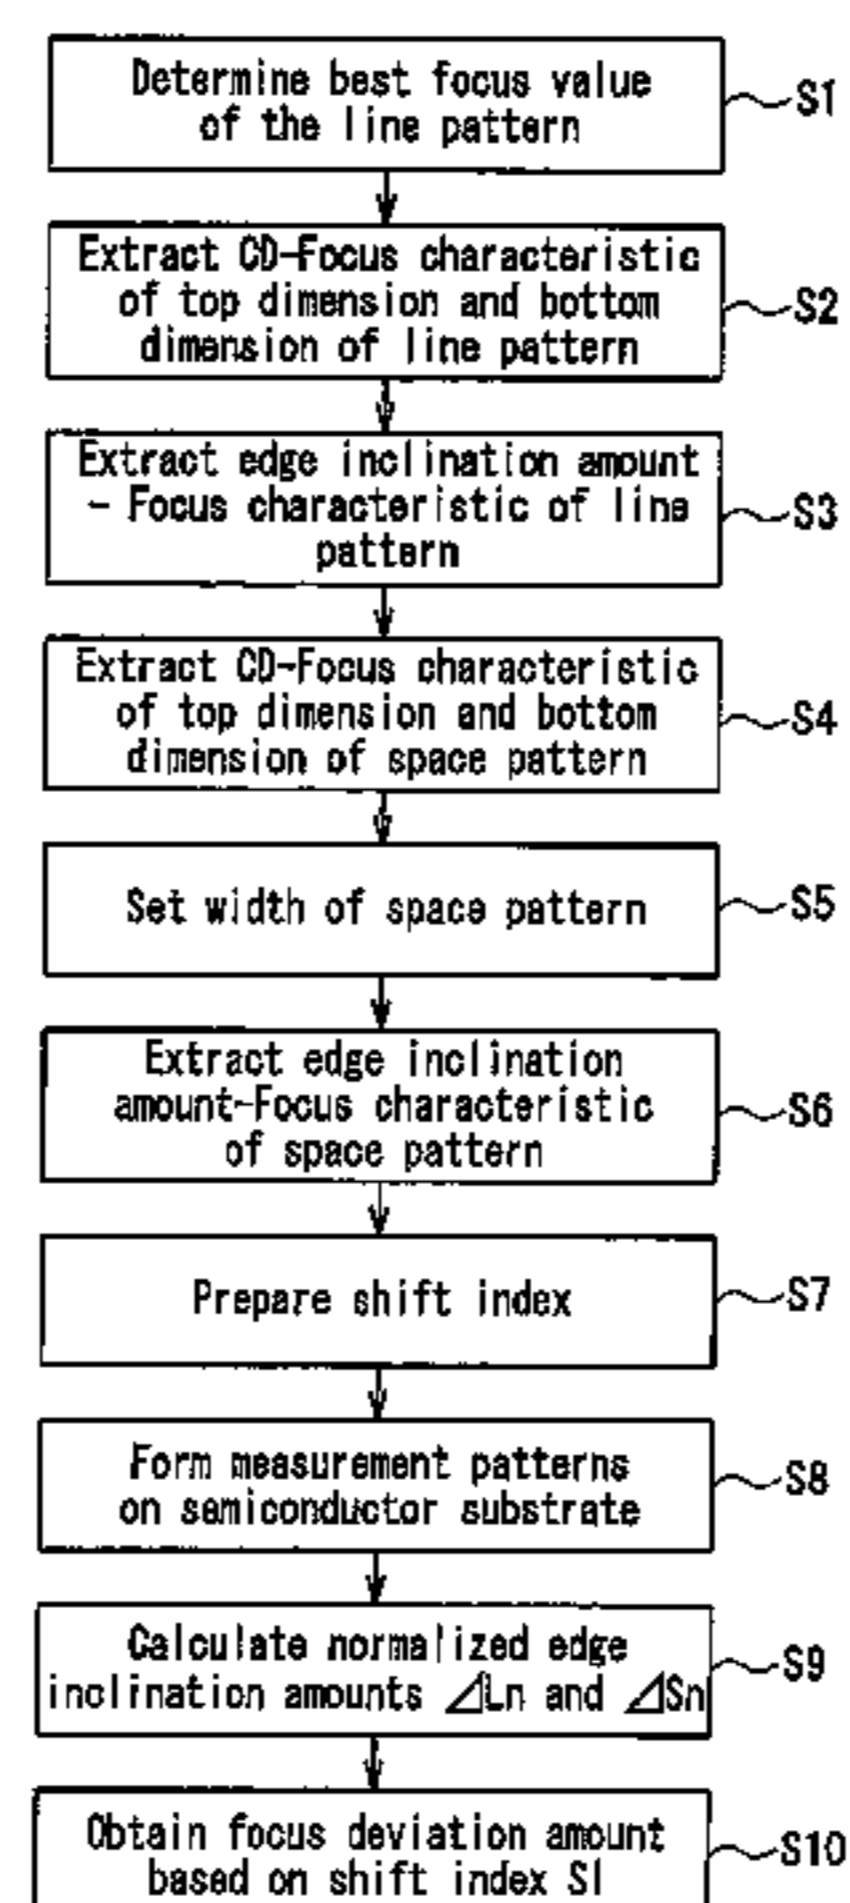 Determine best focus value
of the line pattern
S1
Extract CD-Focus characteristic
of top dimension and bottom
dimension of line pattern
S2
Extract edge inclination amount
- Focus characteristic of line
pattern
S3
Extract CD-Focus characteristic
of top dimension and bottom
dimension of space pattern
S4
Set width of space pattern
S5
Extract edge inclination
amount-Focus characteristic
of space pattern
S6
Prepare shift index
S7
Form measurement patterns
on semiconductor substrate
S8
Calculate normalized edge
inclination amounts ⊿Ln and ⊿Sn
S9
Obtain focus deviation amount
based on shift index SI
S10